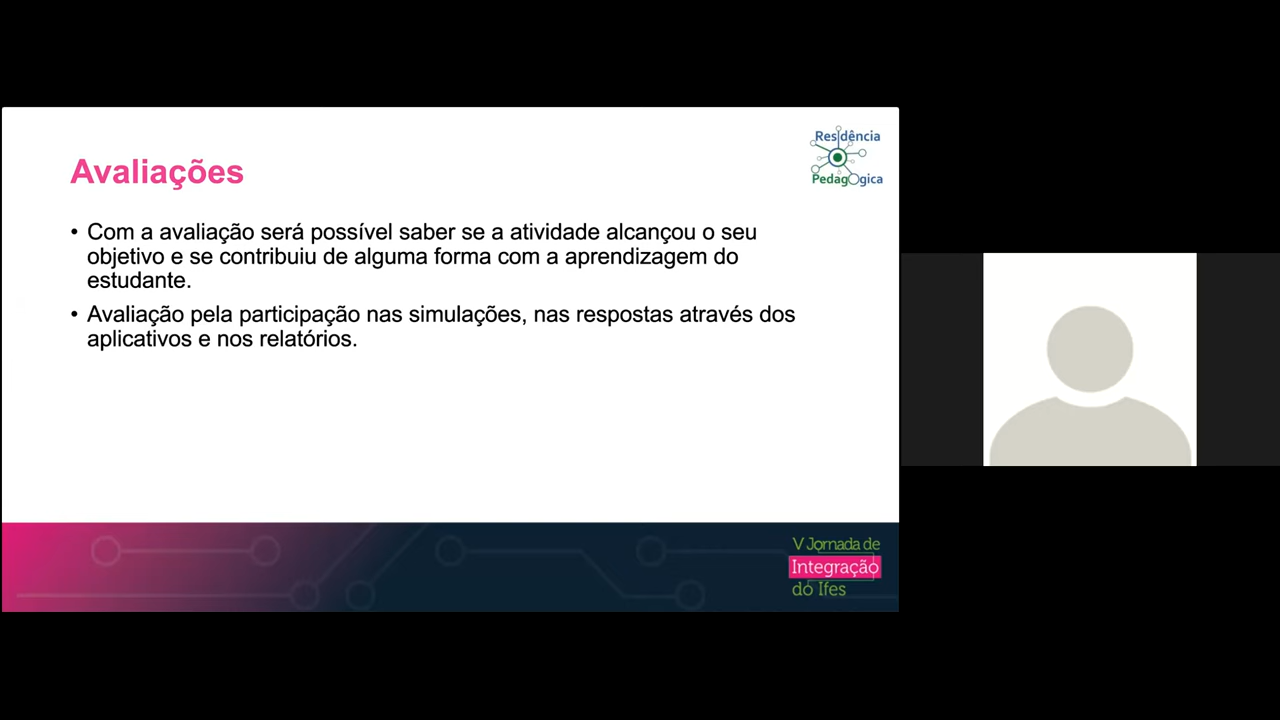 Residência
PedagOgica
Avaliações
• Com a avaliação será possível saber se a atividade alcançou o seu
objetivo e se contribuiu de alguma forma com a aprendizagem do
estudante.
• Avaliação pela participação nas simulações, nas respostas através dos
aplicativos e nos relatórios.
V Jornada de
Integração
do Ifes